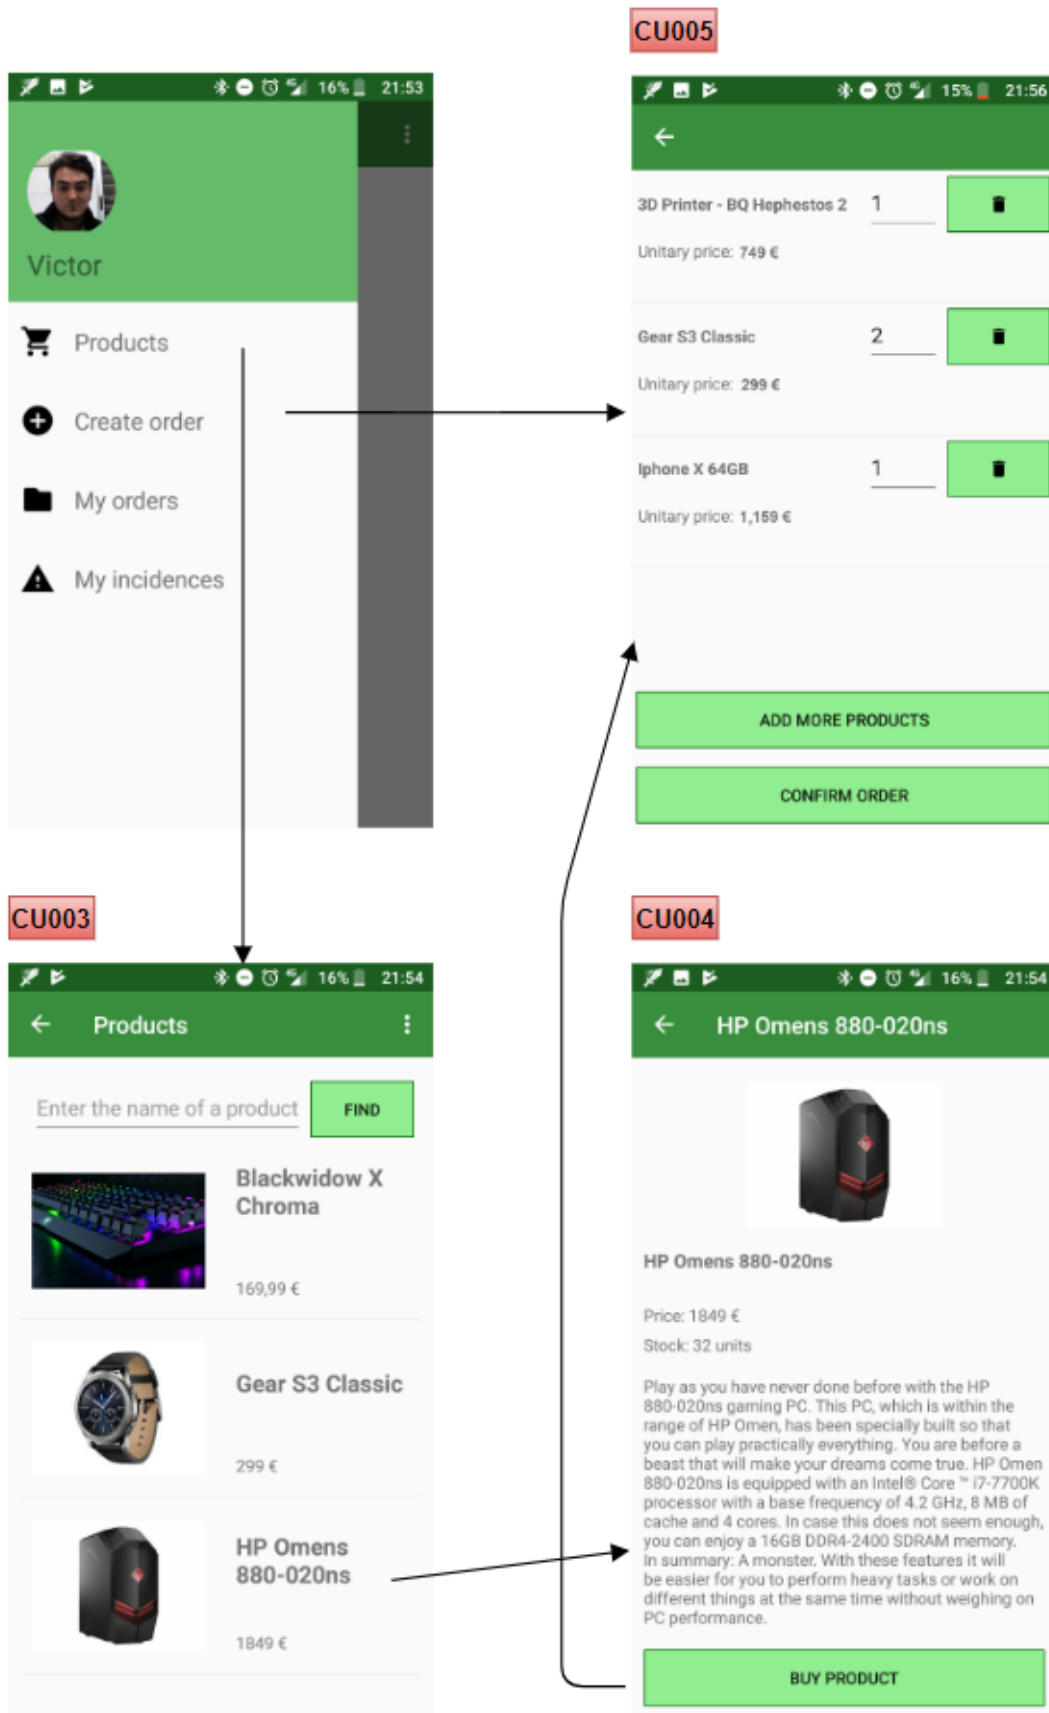 CU005
16% 21:53
Victor
Products
Create order
My orders
My incidences
15% 21:56
3D Printer - BQ Hephestos 2 1
Unitary price: 749 €
Gear S3 Classic 2
Unitary price: 299 €
Iphone X 64GB 1
Unitary price: 1,159 €
ADD MORE PRODUCTS
CONFIRM ORDER
CU003
16% 21:54
Products
Enter the name of a product FIND
Blackwidow X
Chroma
169,99 €
Gear S3 Classic
299 €
HP Omens
880-020ns
1849 €
CU004
16% 21:54
HP Omens 880-020ns
HP Omens 880-020ns
Price: 1849 €
Stock: 32 units
Play as you have never done before with the HP
880-020ns gaming PC. This PC, which is within the
range of HP Omen, has been specially built so that
you can play practically everything. You are before a
beast that will make your dreams come true. HP Omen
880-020ns is equipped with an Intel® Core ™ i7-7700K
processor with a base frequency of 4.2 GHz, 8 MB of
cache and 4 cores. In case this does not seem enough,
you can enjoy a 16GB DDR4-2400 SDRAM memory.
In summary: A monster. With these features it will
be easier for you to perform heavy tasks or work on
different things at the same time without weighing on
PC performance.
BUY PRODUCT